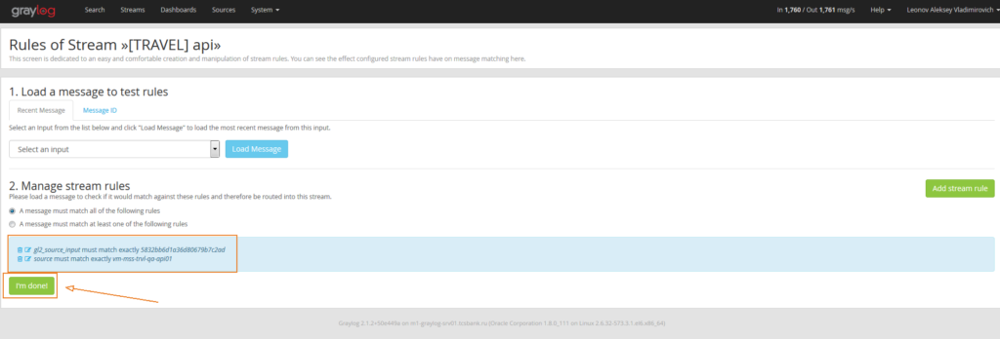 graylog Search Streams Dashboards Sources System In 1,760 / Out 1,761 msg/s Help Leonov Aleksey Vladimirovich
Rules of Stream »[TRAVEL] api»
This screen is dedicated to an easy and comfortable creation and manipulation of stream rules. You can see the effect configured stream rules have on message matching here.
1. Load a message to test rules
Recent Message Message ID
Select an Input from the list below and click "Load Message" to load the most recent message from this input.
Select an input Load Message
2. Manage stream rules
Please load a message to check if it would match against these rules and therefore be routed into this stream.
Add stream rule
A message must match all of the following rules
A message must match at least one of the following rules
gl2_source_input must match exactly 5832bb6d1a36d80679b7c2ad
source must match exactly vm-mss-trvl-qa-api01
I'm done!
Graylog 2.1.2+50e449a on m1-graylog-srv01.tcsbank.ru (Oracle Corporation 1.8.0_111 on Linux 2.6.32-573.3.1.el6.x86_64)